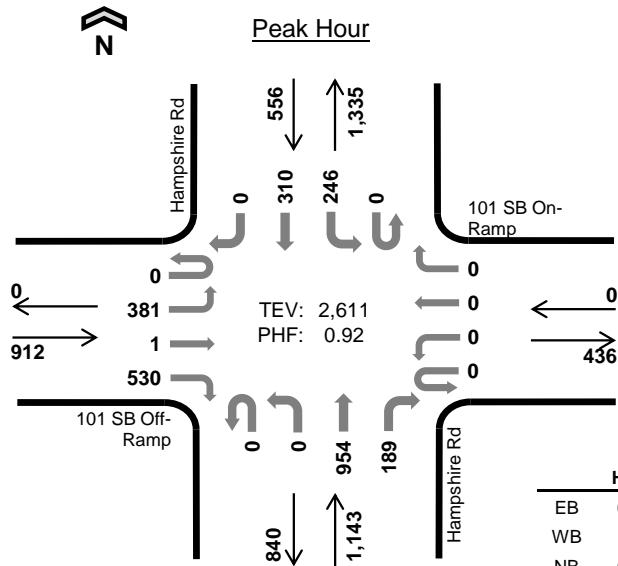 Peak Hour
N
Hampshire Rd
556
1,335
0
310
246
0
101 SB On-
Ramp
0
381
1
530
0
912
TEV: 2,611
PHF: 0.92
0
0
0
0
0
436
101 SB Off-
Ramp
0
0
954
189
Hampshire Rd
840
1,143
H
EB
WB
NB